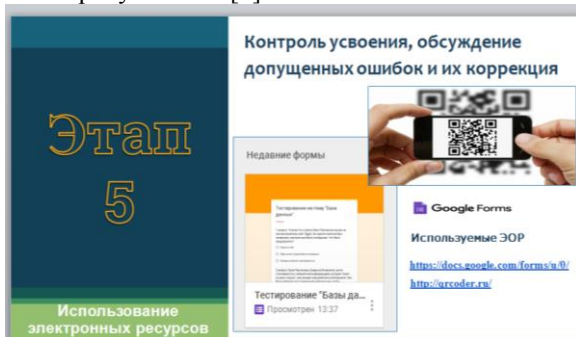 Контроль усвоения, обсуждение
допущенных ошибок и их коррекция
Этап
5
Недавние формы
Тестирование "Базы да...
Просмотрен 13:37
Google Forms
Используемые ЭОР
https://docs.google.com/forms/u/0/
http://qrcoder.ru/
Использование
электронных ресурсов